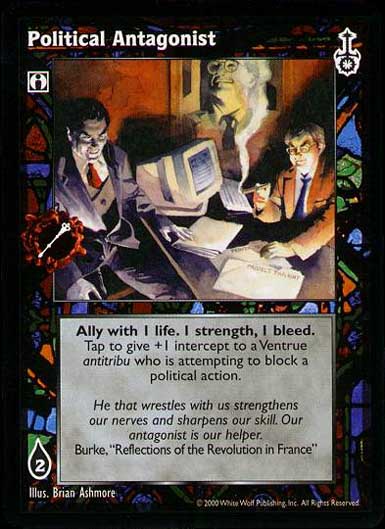 Political Antagonist
PROJECT TWILIGHT
Ally with 1 life. 1 strength, 1 bleed.
Tap to give +1 intercept to a Ventrue
antitribu who is attempting to block a
political action.
He that wrestles with us strengthens
our nerves and sharpens our skill. Our
antagonist is our helper.
Burke, "Reflections of the Revolution in France"
2
Illus. Brian Ashmore
© 2000 White Wolf Publishing, Inc. All Rights Reserved.